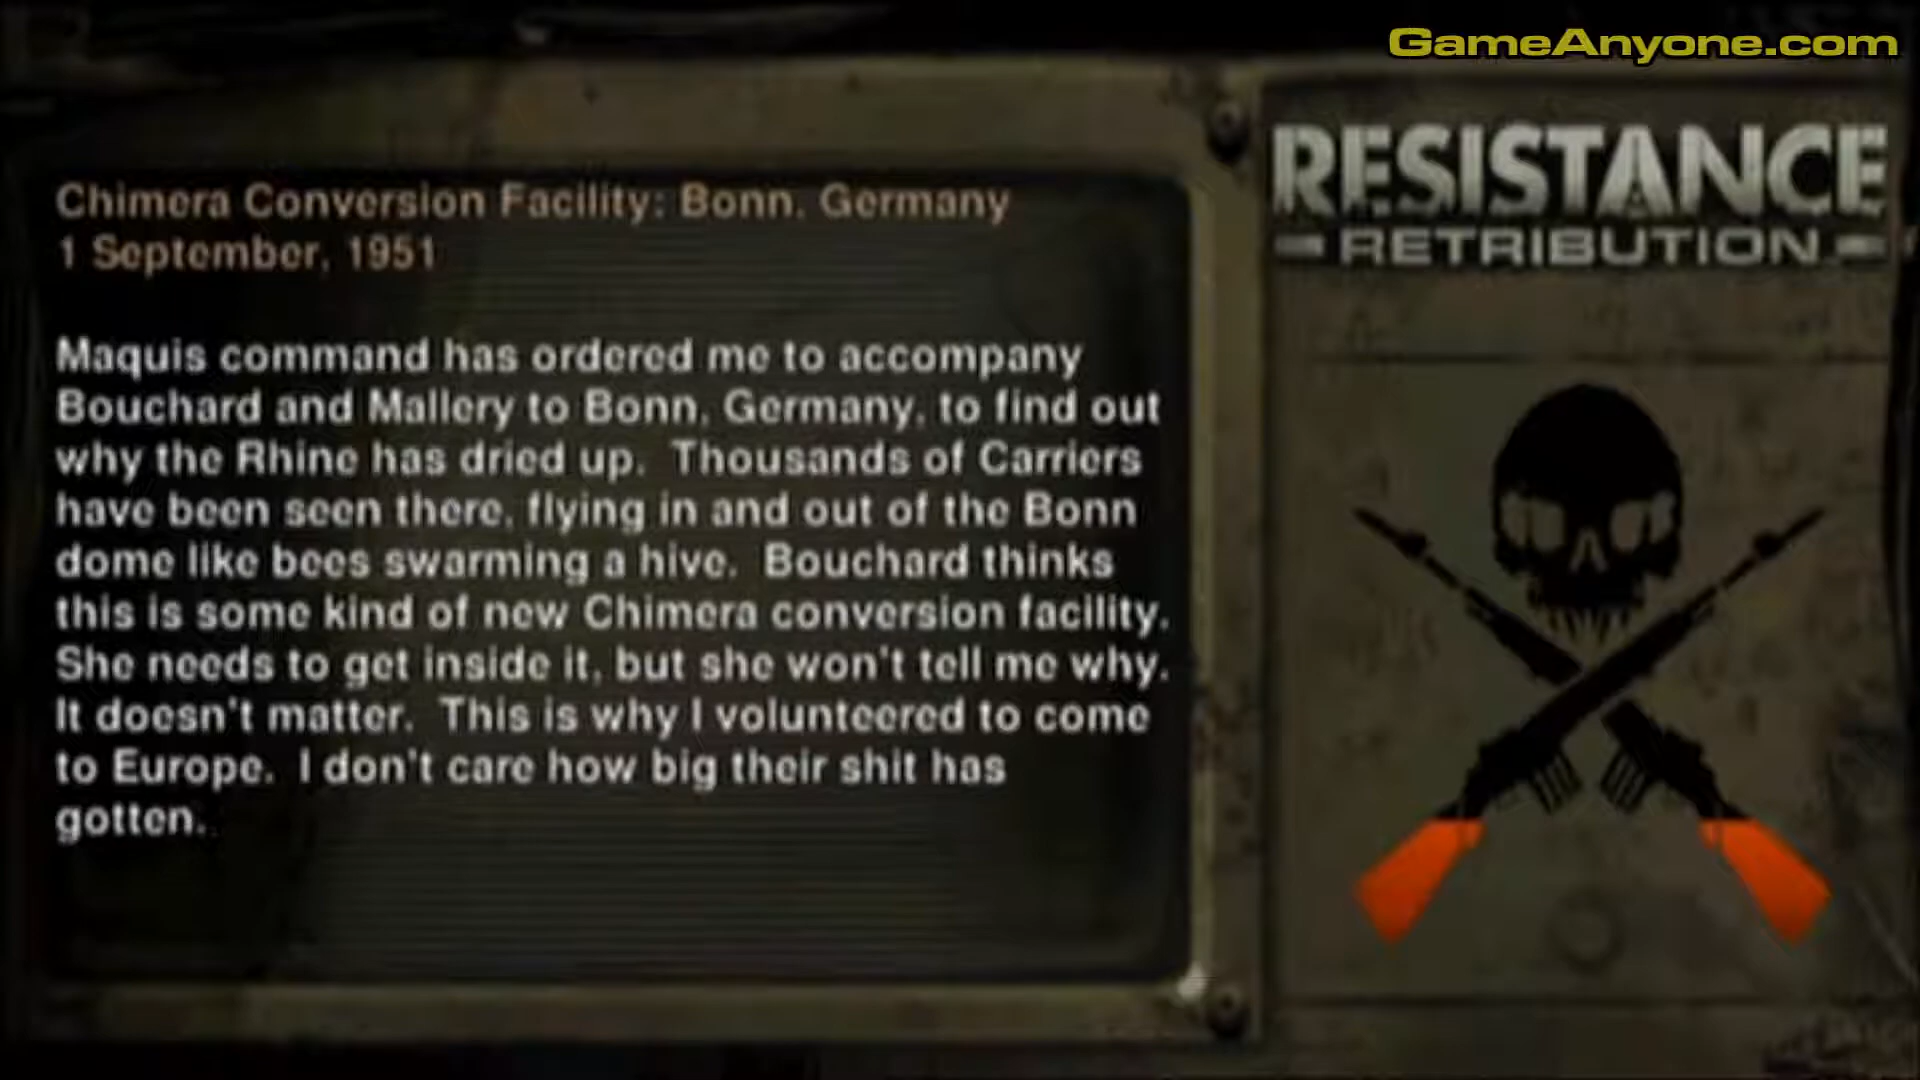 GameAnyone.com
RESISTANCE
RETRIBUTION
Chimera Conversion Facility: Bonn, Germany
1 September, 1951
Maquis command has ordered me to accompany
Bouchard and Mallery to Bonn, Germany, to find out
why the Rhine has dried up.  Thousands of Carriers
have been seen there, flying in and out of the Bonn
dome like bees swarming a hive.  Bouchard thinks
this is some kind of new Chimera conversion facility.
She needs to get inside it, but she won't tell me why.
It doesn't matter.  This is why I volunteered to come
to Europe.  I don't care how big their shit has
gotten.